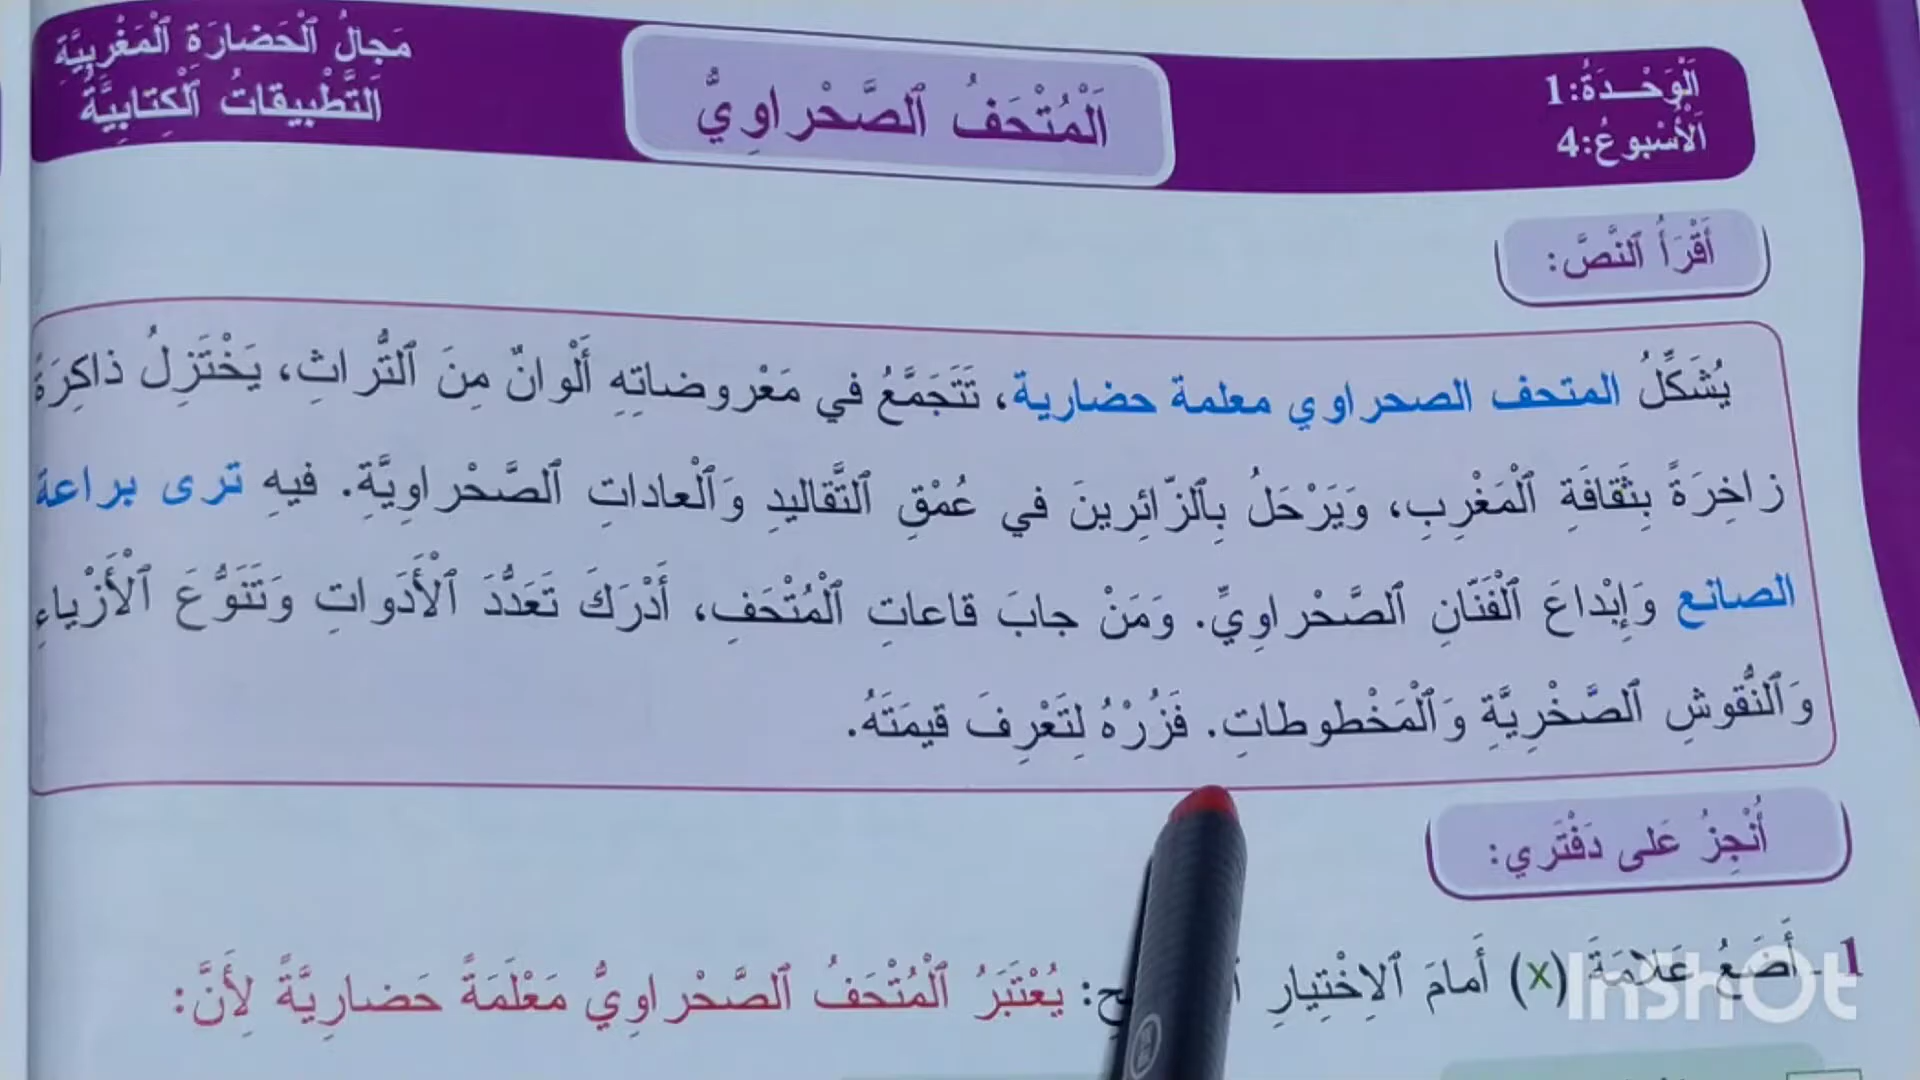 اَلْوَحْدَةُ:1
اَلْأُسْبوعُ:4
اَلْمُتْحَفُ ٱلصَّحْراوِيُّ
مَجالُ ٱلْحَضارَةِ ٱلْمَغْرِبِيَّةِ
اَلتَّطْبيقاتُ ٱلْكِتابِيَّةُ
أَقْرَأُ ٱلنَّصَّ:
يُشَكِّلُ المتحف الصحراوي معلمة حضارية، تَتَجَمَّعُ في مَعْروضاتِهِ أَلْوانٌ مِنَ ٱلتُّراثِ، يَخْتَزِلُ ذاكِرَةً
زاخِرَةً بِثَقافَةِ ٱلْمَغْرِبِ، وَيَرْحَلُ بِٱلزّائِرينَ في عُمْقِ ٱلتَّقاليدِ وَٱلْعاداتِ ٱلصَّحْراوِيَّةِ. فيهِ ترى براعة
الصانع وَإِبْداعَ ٱلْفَنّانِ ٱلصَّحْراوِيِّ. وَمَنْ جابَ قاعاتِ ٱلْمُتْحَفِ، أَدْرَكَ تَعَدُّدَ ٱلْأَدَواتِ وَتَنَوُّعَ ٱلْأَزْياءِ
وَٱلنُّقوشِ ٱلصَّخْرِيَّةِ وَٱلْمَخْطوطاتِ. فَزُرْهُ لِتَعْرِفَ قيمَتَهُ.
أُنْجِزُ عَلى دَفْتَري:
1 - أَضَعُ عَلامَةَ (x) أَمامَ ٱلاِخْتِيارِ يُعْتَبَرُ ٱلْمُتْحَفُ ٱلصَّحْراوِيُّ مَعْلَمَةً حَضارِيَّةً لِأَنَّ:
InShOt